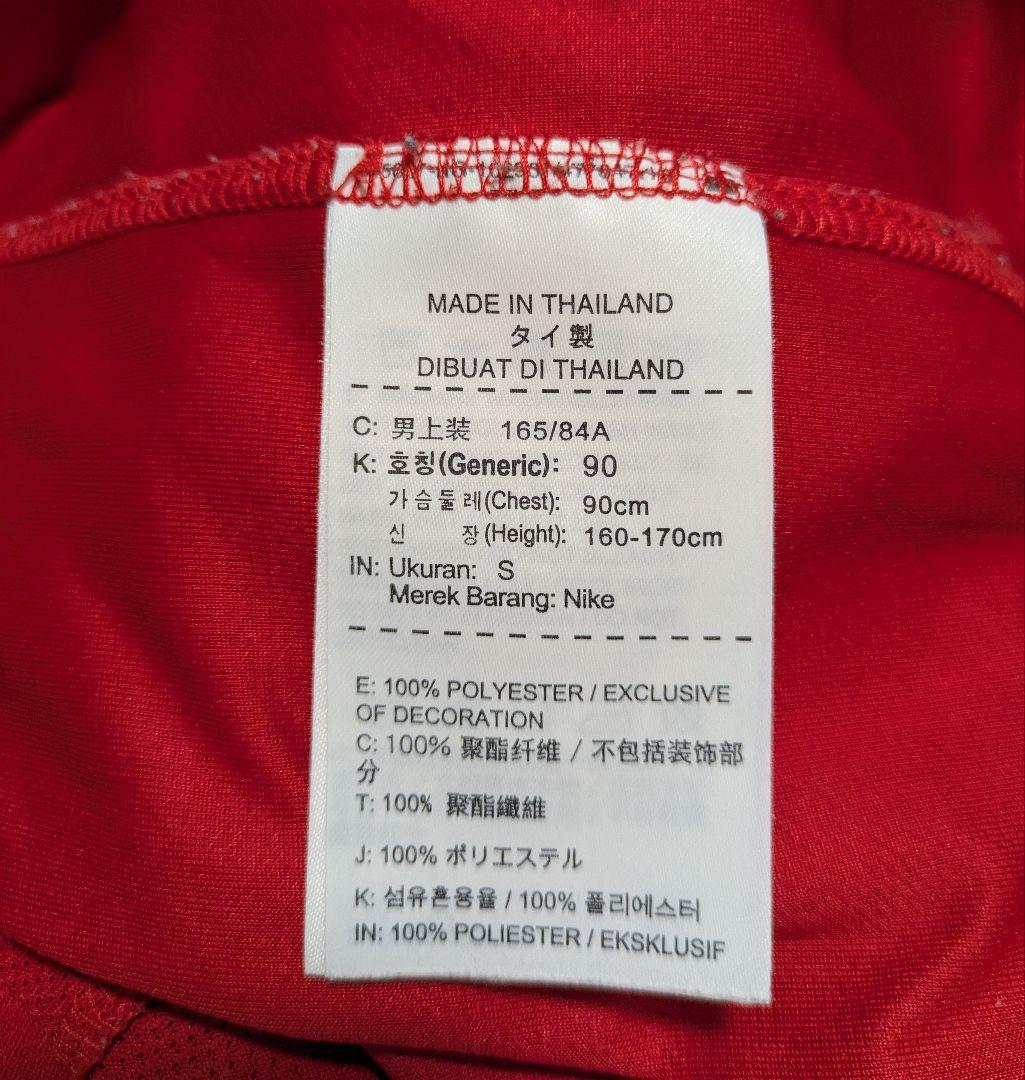 MADE IN THAILAND
タイ製
DIBUAT DI THAILAND
C: 男上装 165/84A
K: 호칭(Generic): 90
가슴둘레(Chest): 90cm
신 장(Height): 160-170cm
IN: Ukuran: S
Merek Barang: Nike
E: 100% POLYESTER / EXCLUSIVE
OF DECORATION
C: 100% 聚酯纤维 / 不包括装饰部
分
T: 100% 聚酯纖維
J: 100% ポリエステル
K: 섬유혼용율 / 100% 폴리에스터
IN: 100% POLIESTER / EKSKLUSIF